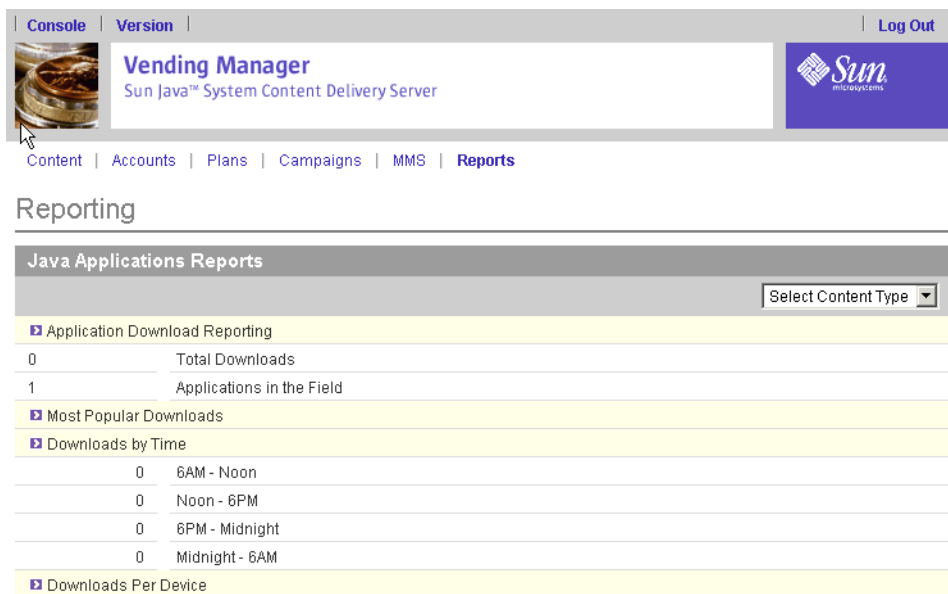 | Console | Version | | Log Out
Vending Manager
Sun Java™ System Content Delivery Server
Sun
microsystems
Content | Accounts | Plans | Campaigns | MMS | Reports
Reporting
Java Applications Reports
Select Content Type
Application Download Reporting
0 Total Downloads
1 Applications in the Field
Most Popular Downloads
Downloads by Time
0 6AM - Noon
0 Noon - 6PM
0 6PM - Midnight
0 Midnight - 6AM
Downloads Per Device